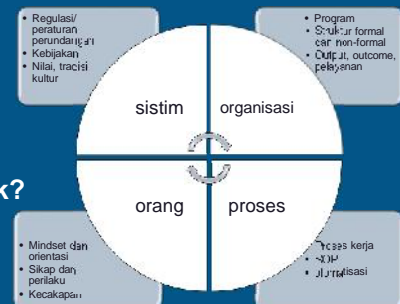 • Regulasi/
peraturan
perundangan
• Kebijakan
• Nilai, tradisi
kultur
• Program
• Struktur formal
dan non-formal
• Output, outcome,
pelayanan
sistim
organisasi
k?
orang
proses
• Mindset dan
orientasi
• Sikap dan
perilaku
• Kecakapan
• Proses kerja
• SOP